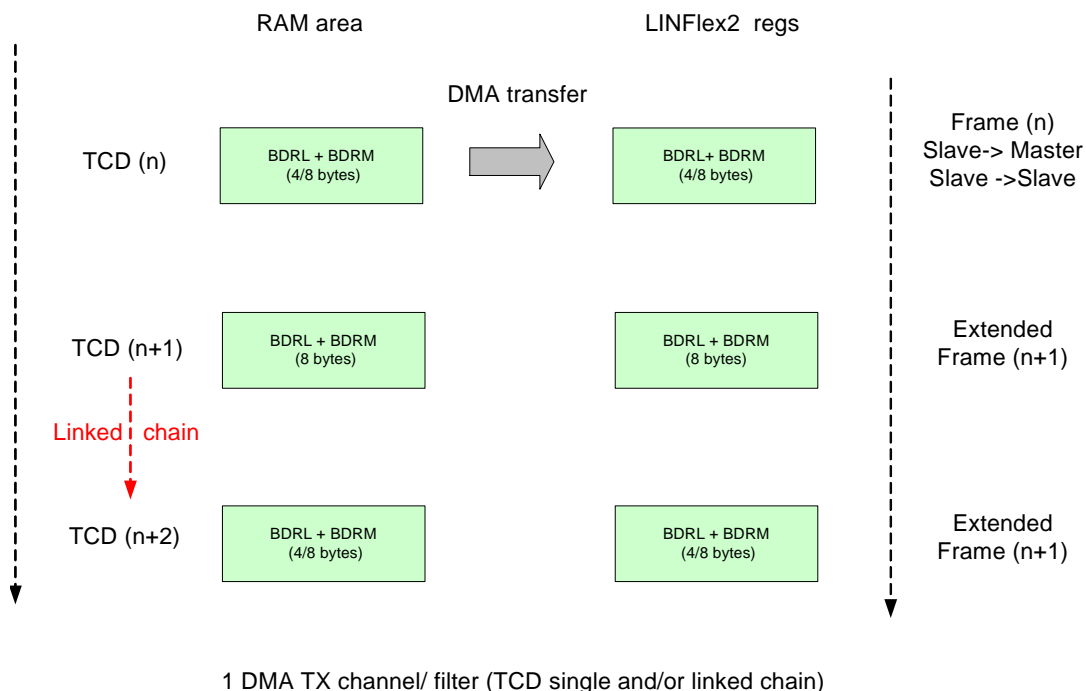 RAM area
LINFlex2 regs
DMA transfer
TCD (n)
BDRL + BDRM
(4/8 bytes)
BDRL+ BDRM
(4/8 bytes)
Frame (n)
Slave-> Master
Slave ->Slave
TCD (n+1)
BDRL + BDRM
(8 bytes)
BDRL + BDRM
(8 bytes)
Extended
Frame (n+1)
Linked chain
TCD (n+2)
BDRL + BDRM
(4/8 bytes)
BDRL + BDRM
(4/8 bytes)
Extended
Frame (n+1)
1 DMA TX channel/ filter (TCD single and/or linked chain)